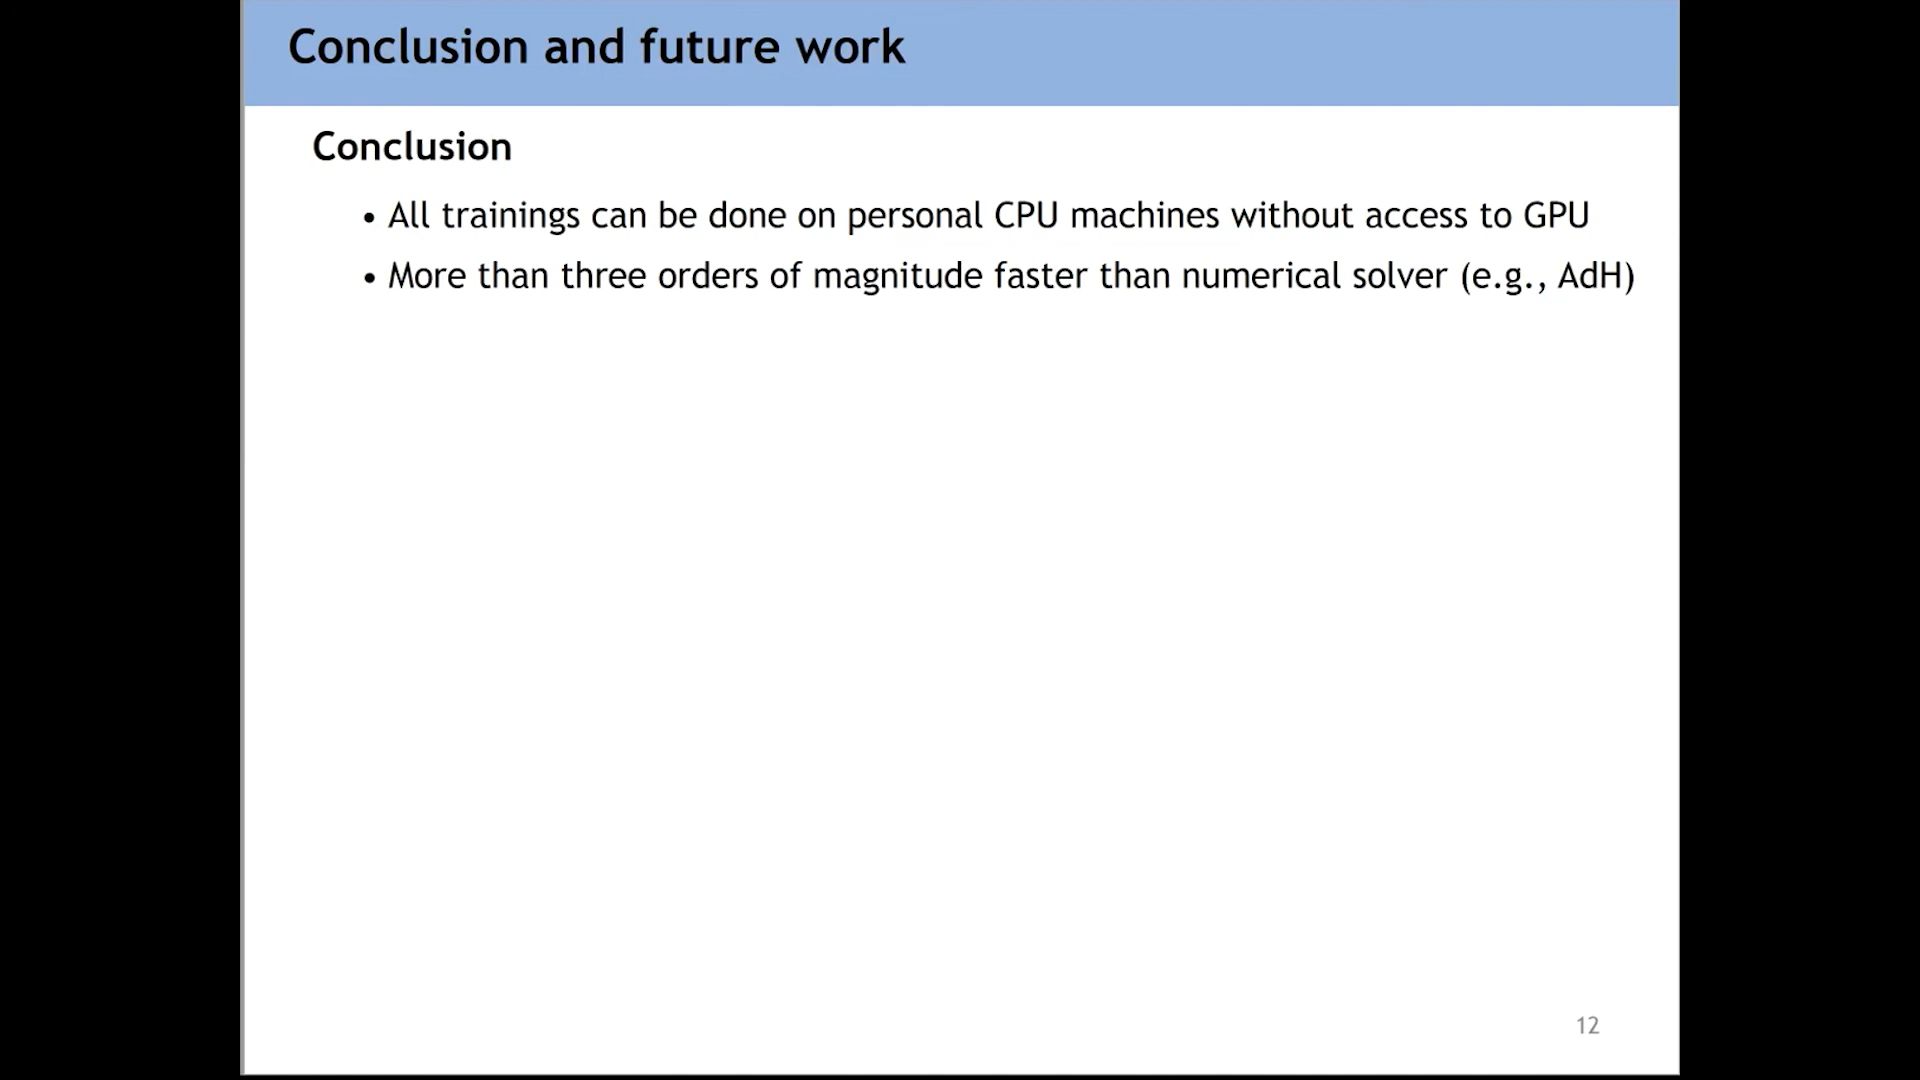 Conclusion and future work
Conclusion
• All trainings can be done on personal CPU machines without access to GPU
• More than three orders of magnitude faster than numerical solver (e.g., AdH)
12